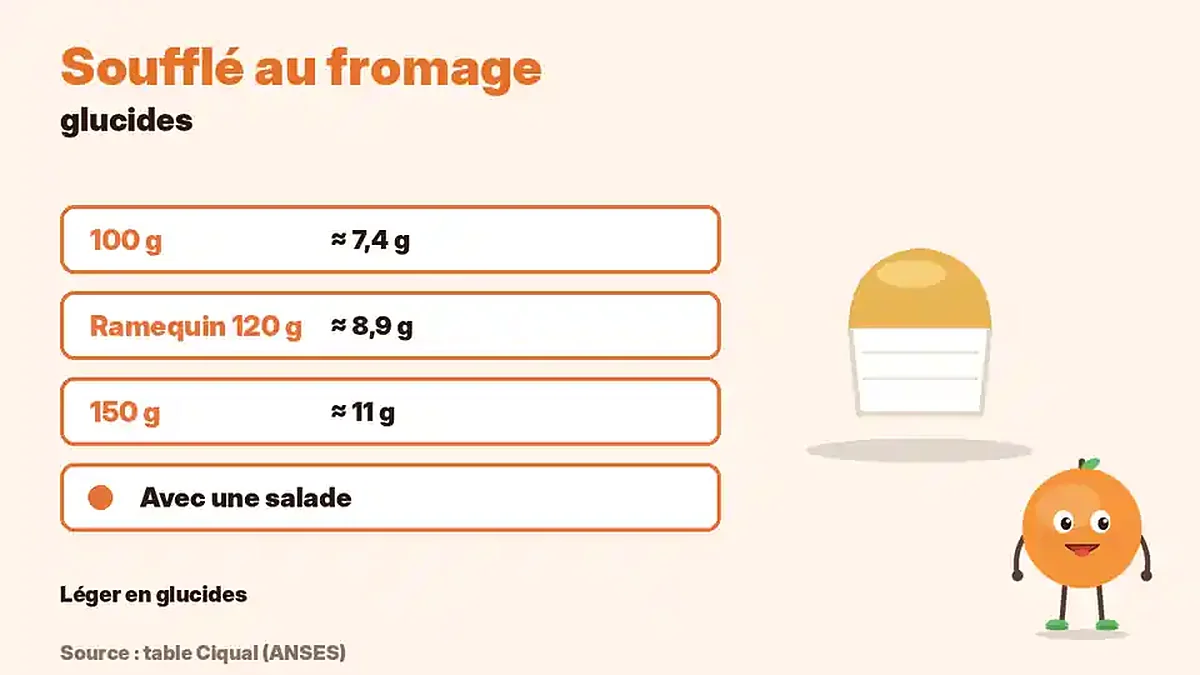 Soufflé au fromage
glucides
100 g ≈ 7,4 g
Ramequin 120 g ≈ 8,9 g
150 g ≈ 11 g
Avec une salade
Léger en glucides
Source : table Ciqual (ANSES)